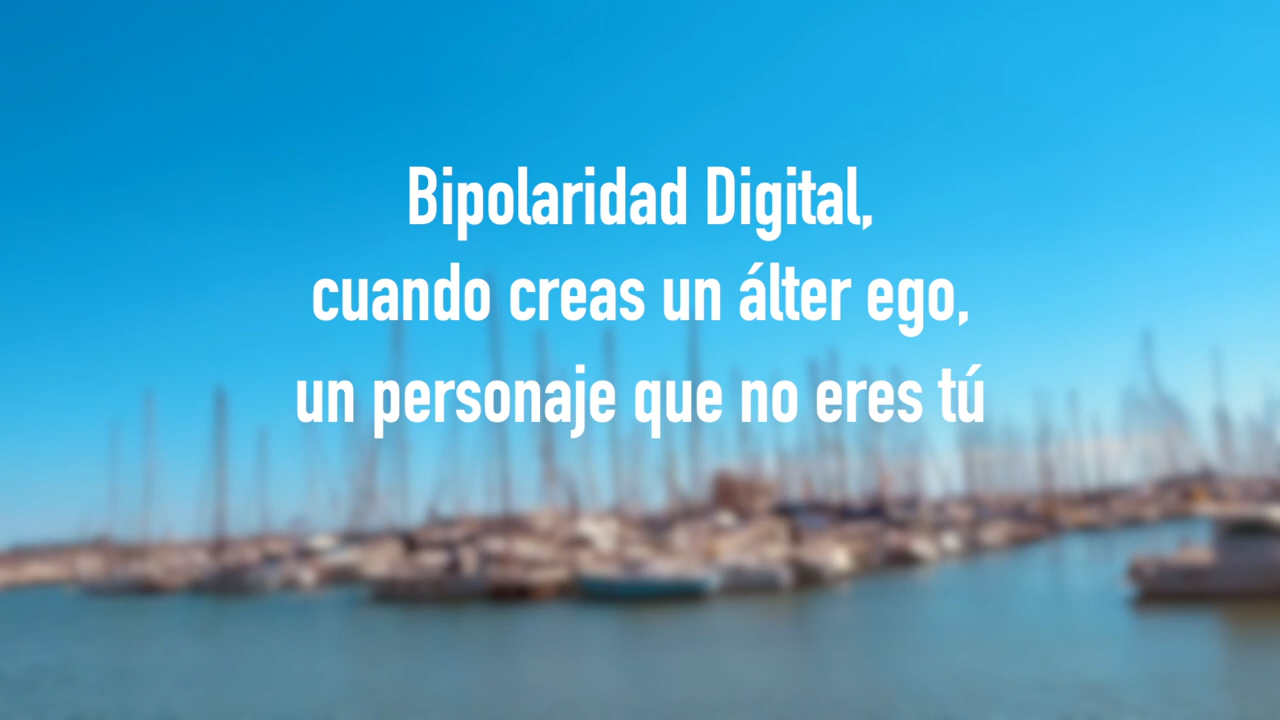 Bipolaridad Digital,
cuando creas un álter ego,
un personaje que no eres tú